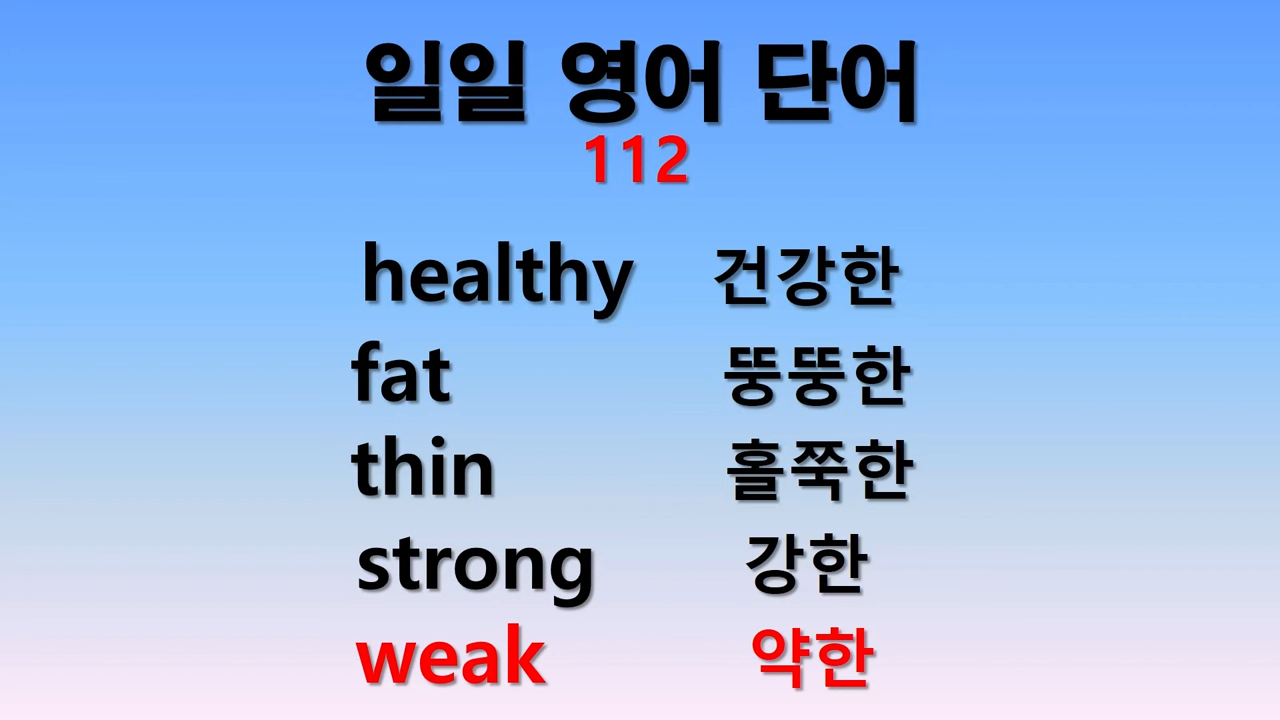 일일 영어 단어
112
healthy 건강한
fat 뚱뚱한
thin 홀쭉한
strong 강한
weak 약한